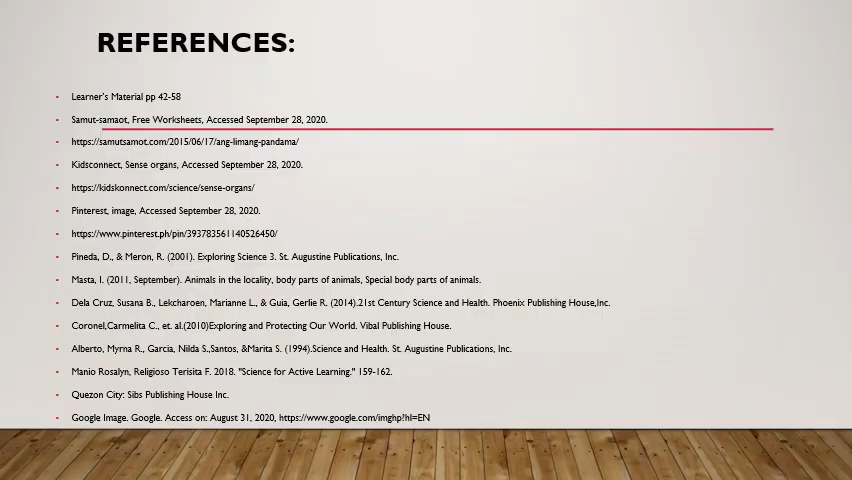 REFERENCES:
• Learner's Material pp 42-58
• Samut-samaot, Free Worksheets, Accessed September 28, 2020.
• https://samutsamot.com/2015/06/17/ang-limang-pandama/
• Kidsconnect, Sense organs, Accessed September 28, 2020.
• https://kidskonnect.com/science/sense-organs/
• Pinterest, image, Accessed September 28, 2020.
• https://www.pinterest.ph/pin/393783561140526450/
• Pineda, D., & Meron, R. (2001). Exploring Science 3. St. Augustine Publications, Inc.
• Masta, I. (2011, September). Animals in the locality, body parts of animals, Special body parts of animals.
• Dela Cruz, Susana B., Lekcharoen, Marianne L., & Guia, Gerlie R. (2014).21st Century Science and Health. Phoenix Publishing House,Inc.
• Coronel,Carmelita C., et. al.(2010)Exploring and Protecting Our World. Vibal Publishing House.
• Alberto, Myrna R., Garcia, Nilda S.,Santos, &Marita S. (1994).Science and Health. St. Augustine Publications, Inc.
• Manio Rosalyn, Religioso Terisita F. 2018. "Science for Active Learning." 159-162.
• Quezon City: Sibs Publishing House Inc.
• Google Image. Google. Access on: August 31, 2020, https://www.google.com/imghp?hl=EN